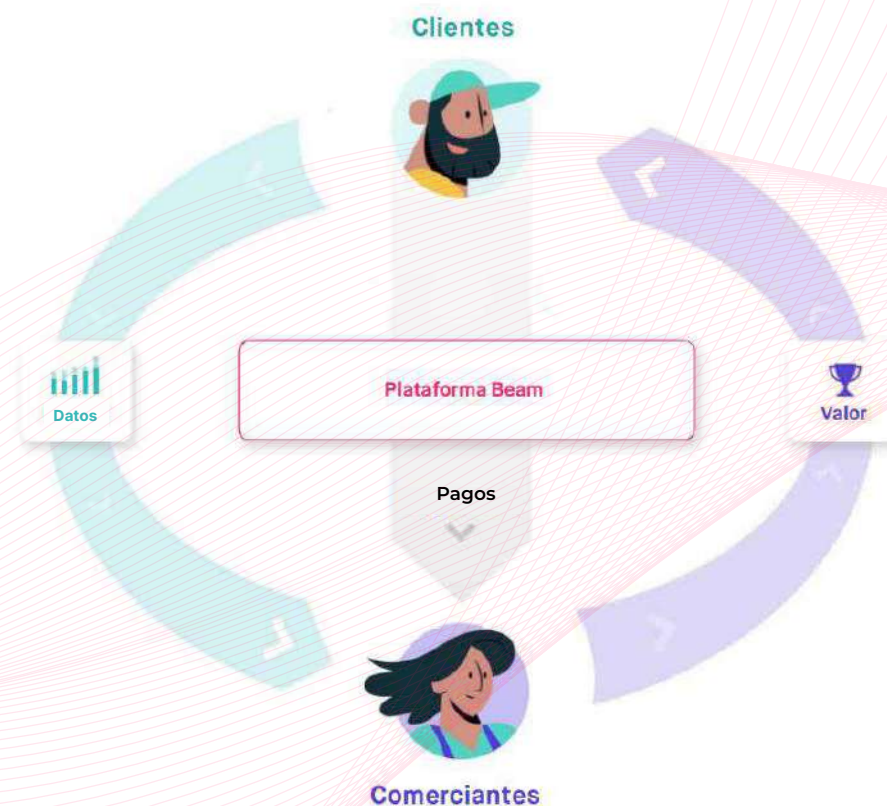 Clientes
Plataforma Beam
Datos
Valor
Pagos
Comerciantes